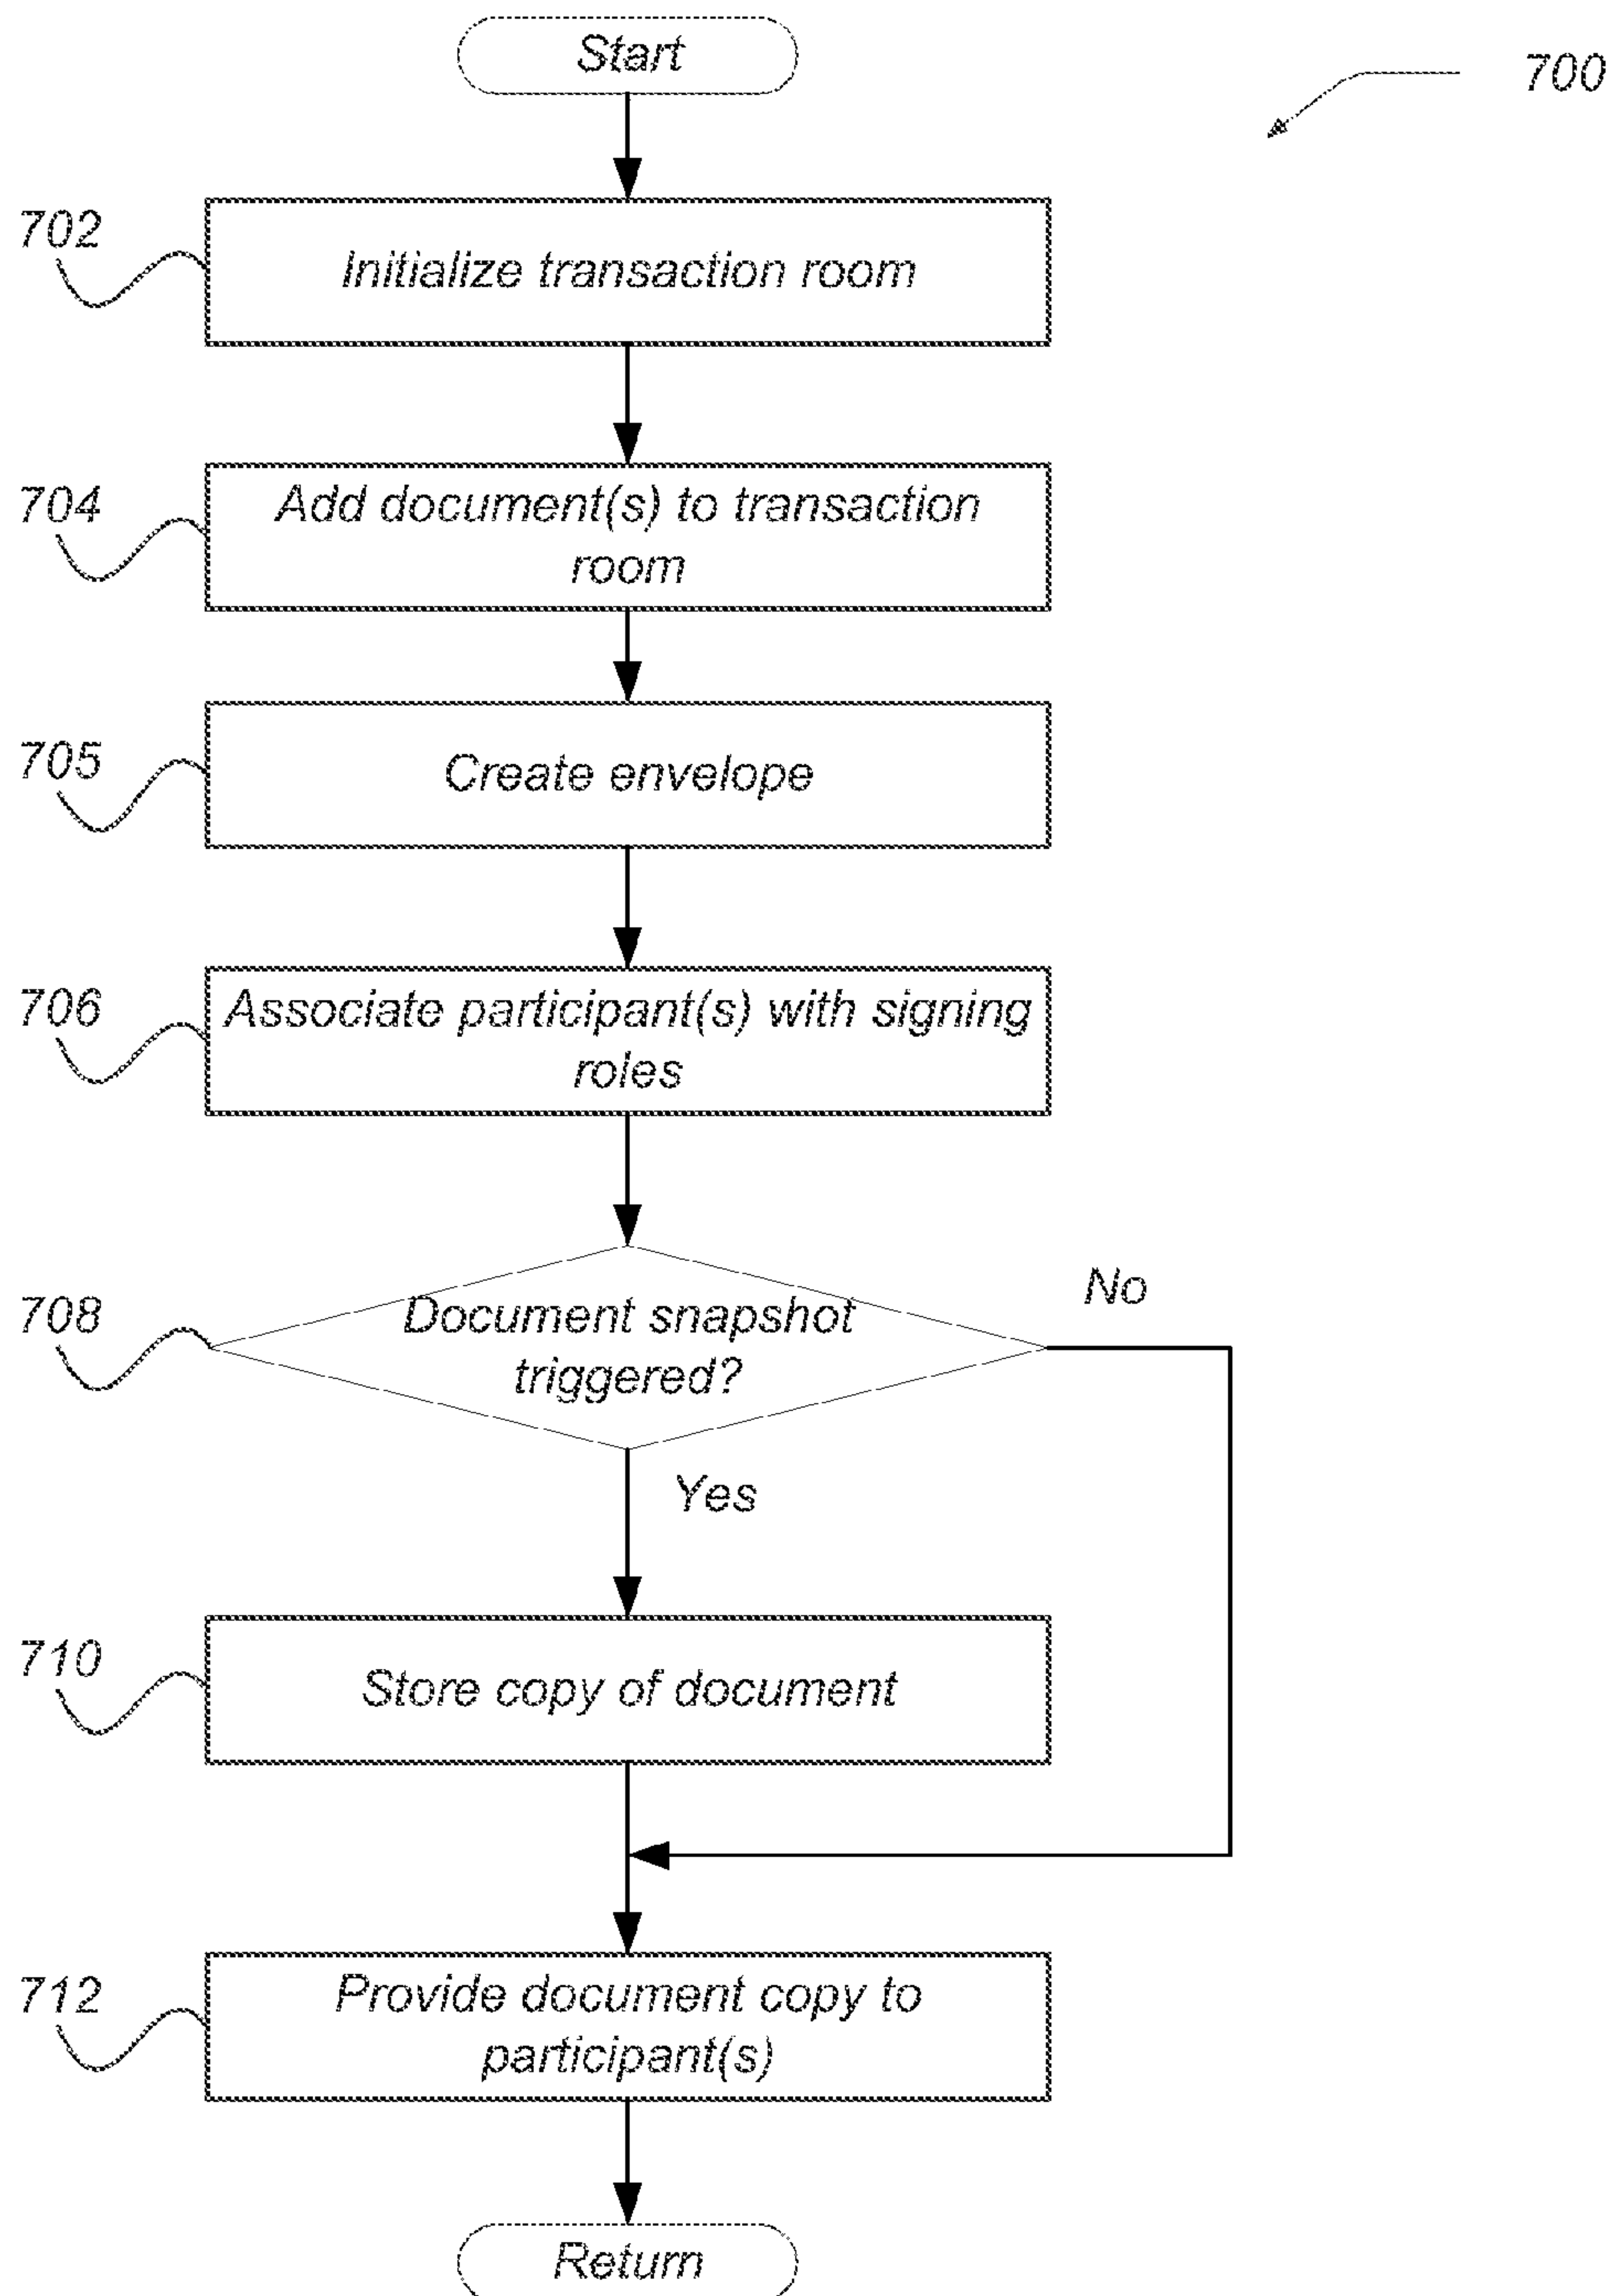 Start
700
702
Initialize transaction room
704
Add document(s) to transaction
room
705
Create envelope
706
Associate participant(s) with signing
roles
708
Document snapshot
triggered?
No
Yes
710
Store copy of document
712
Provide document copy to
participant(s)
Return